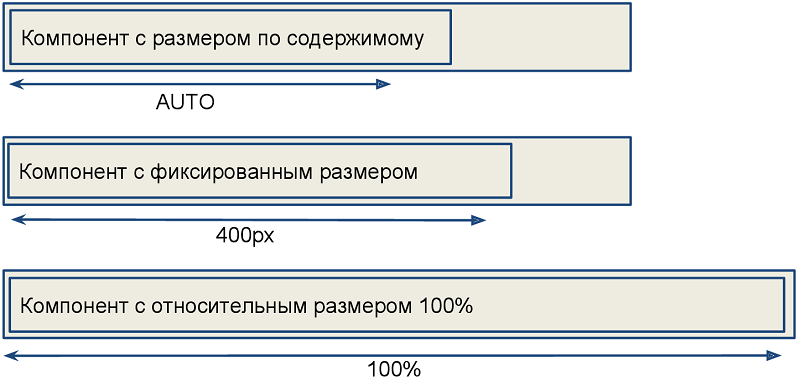 Компонент с размером по содержимому
AUTO
Компонент с фиксированным размером
400px
Компонент с относительным размером 100%
100%